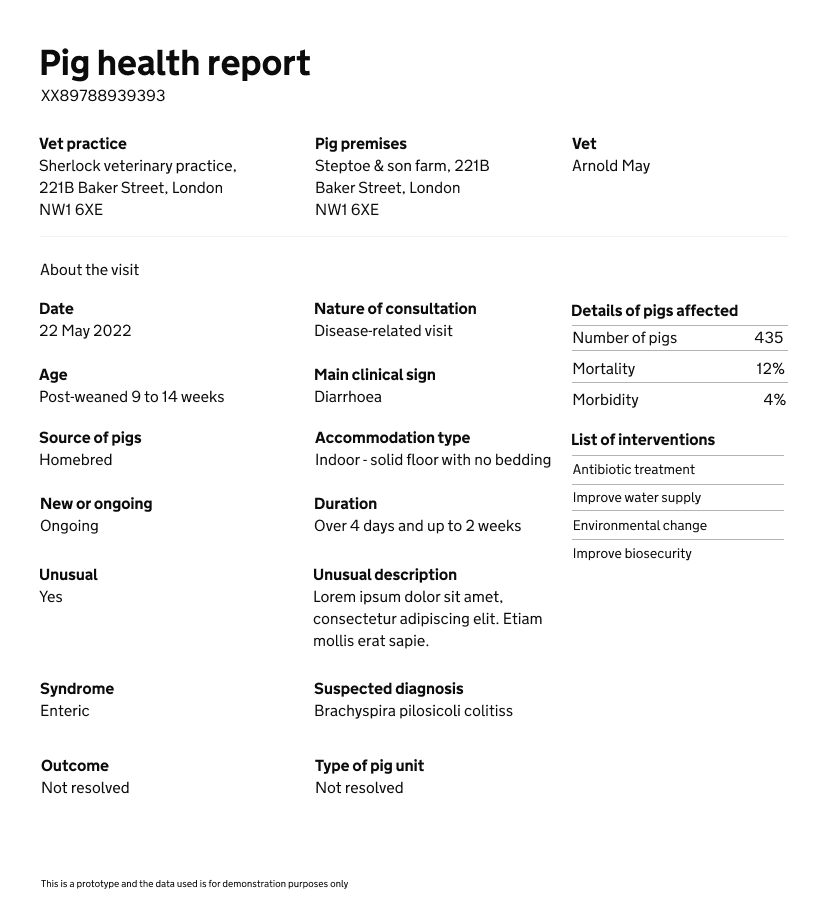 Pig health report
XX89788939393
Vet practice
Sherlock veterinary practice,
221B Baker Street, London
NW1 6XE
Pig premises
Steptoe & son farm, 221B
Baker Street, London
NW1 6XE
Vet
Arnold May
About the visit
Date
22 May 2022
Nature of consultation
Disease-related visit
Age
Post-weaned 9 to 14 weeks
Main clinical sign
Diarrhoea
Source of pigs
Homebred
Accommodation type
Indoor - solid floor with no bedding
New or ongoing
Ongoing
Duration
Over 4 days and up to 2 weeks
Unusual
Yes
Unusual description
Lorem ipsum dolor sit amet,
consectetur adipiscing elit. Etiam
mollis erat sapie.
Syndrome
Enteric
Suspected diagnosis
Brachyspira pilosicoli colitiss
Outcome
Not resolved
Type of pig unit
Not resolved
Details of pigs affected
Number of pigs 435
Mortality 12%
Morbidity 4%
List of interventions
Antibiotic treatment
Improve water supply
Environmental change
Improve biosecurity
This is a prototype and the data used is for demonstration purposes only